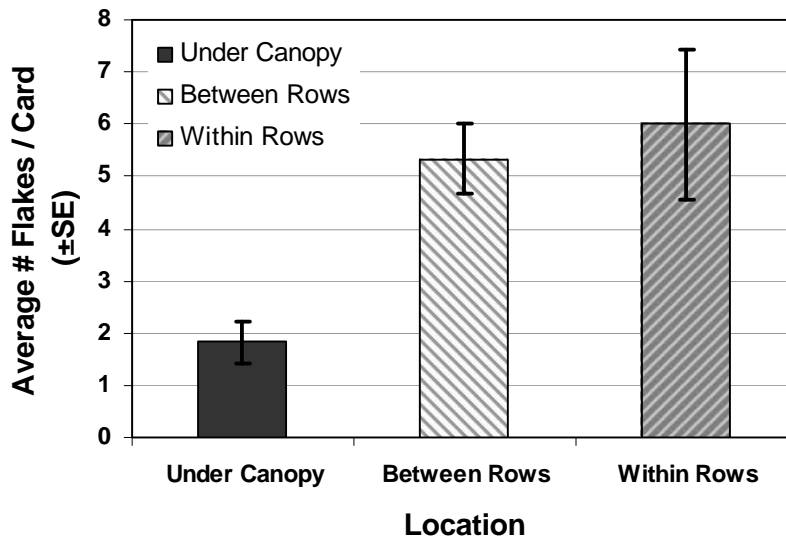 8
7
6
5
4
3
2
1
0
Average # Flakes / Card
(±SE)
Under Canopy
Between Rows
Within Rows
Under Canopy
Between Rows
Within Rows
Location